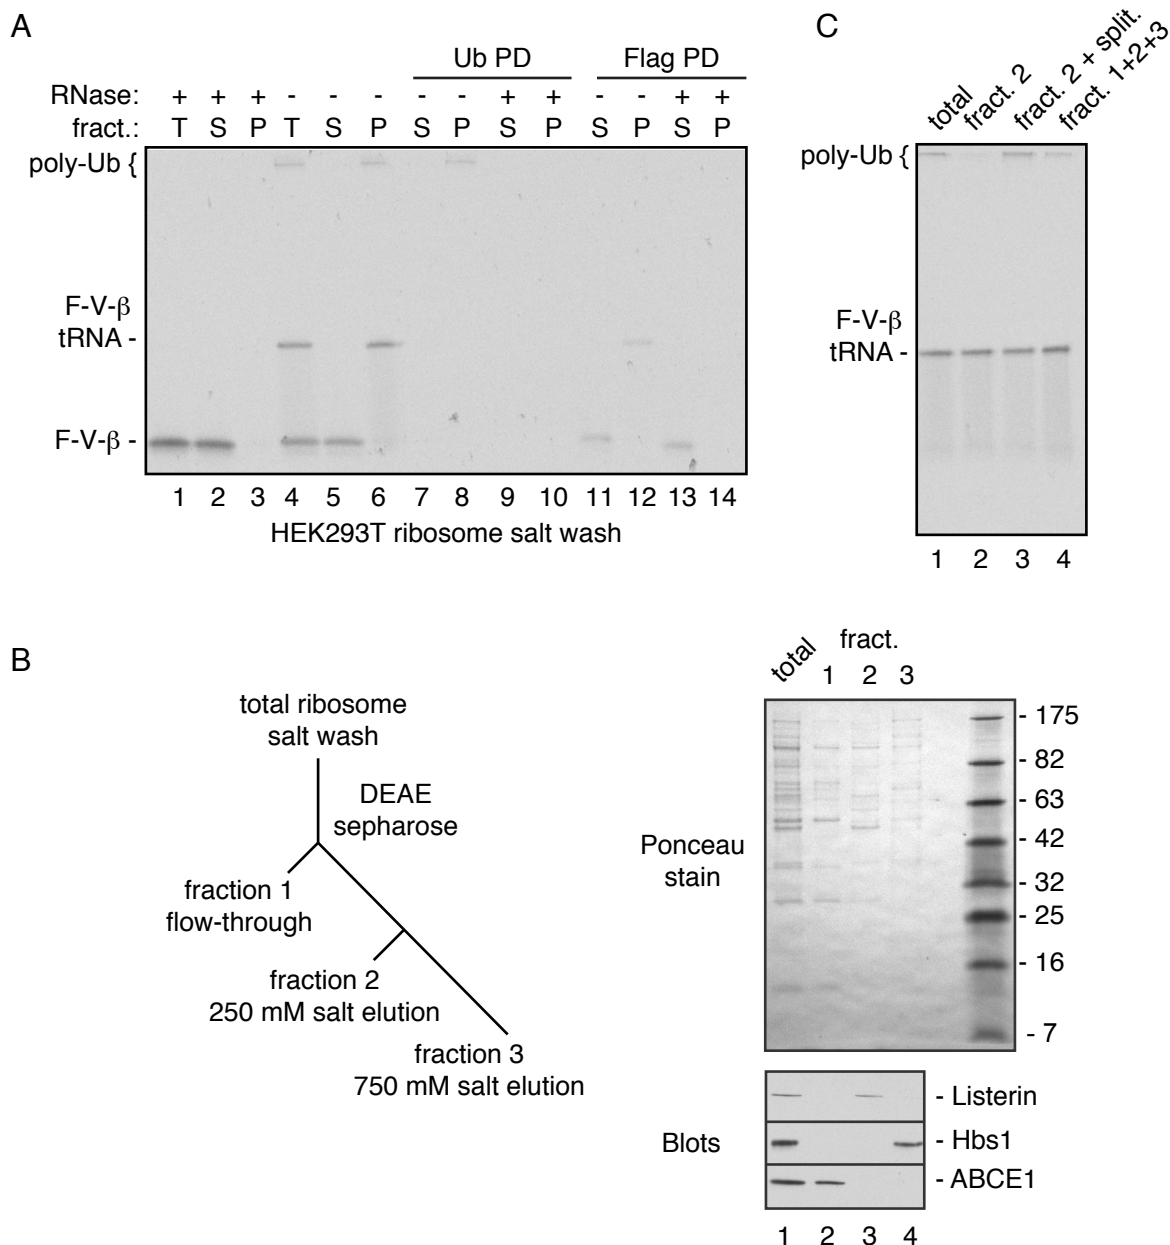 A
Ub PD
Flag PD
RNase: + + + - - - - - + + - - + +
fract.: T S P T S P S P S P S P S P
poly-Ub {
F-V-β
tRNA -
F-V-β -
1 2 3 4 5 6 7 8 9 10 11 12 13 14
HEK293T ribosome salt wash
C
total
fract. 2
fract. 2 + split.
fract. 1+2+3
poly-Ub {
F-V-β
tRNA -
1 2 3 4
B
total ribosome
salt wash
DEAE
sepharose
fraction 1
flow-through
fraction 2
250 mM salt elution
fraction 3
750 mM salt elution
fract.
total 1 2 3
Ponceau
stain
- 175
- 82
- 63
- 42
- 32
- 25
- 16
- 7
Blots
- Listerin
- Hbs1
- ABCE1
1 2 3 4